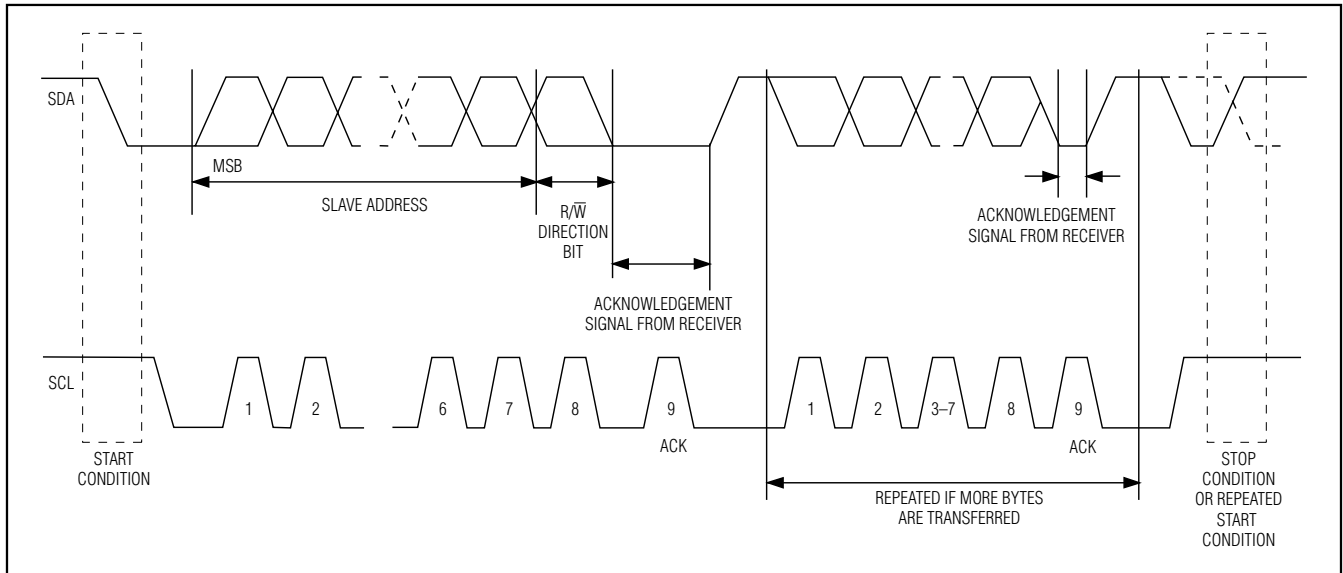 SDA
MSB
SLAVE ADDRESS
R/W̅
DIRECTION
BIT
ACKNOWLEDGEMENT
SIGNAL FROM RECEIVER
ACKNOWLEDGEMENT
SIGNAL FROM RECEIVER
SCL
1
2
6
7
8
9
1
2
3–7
8
9
ACK
ACK
START
CONDITION
REPEATED IF MORE BYTES
ARE TRANSFERRED
STOP
CONDITION
OR REPEATED
START
CONDITION